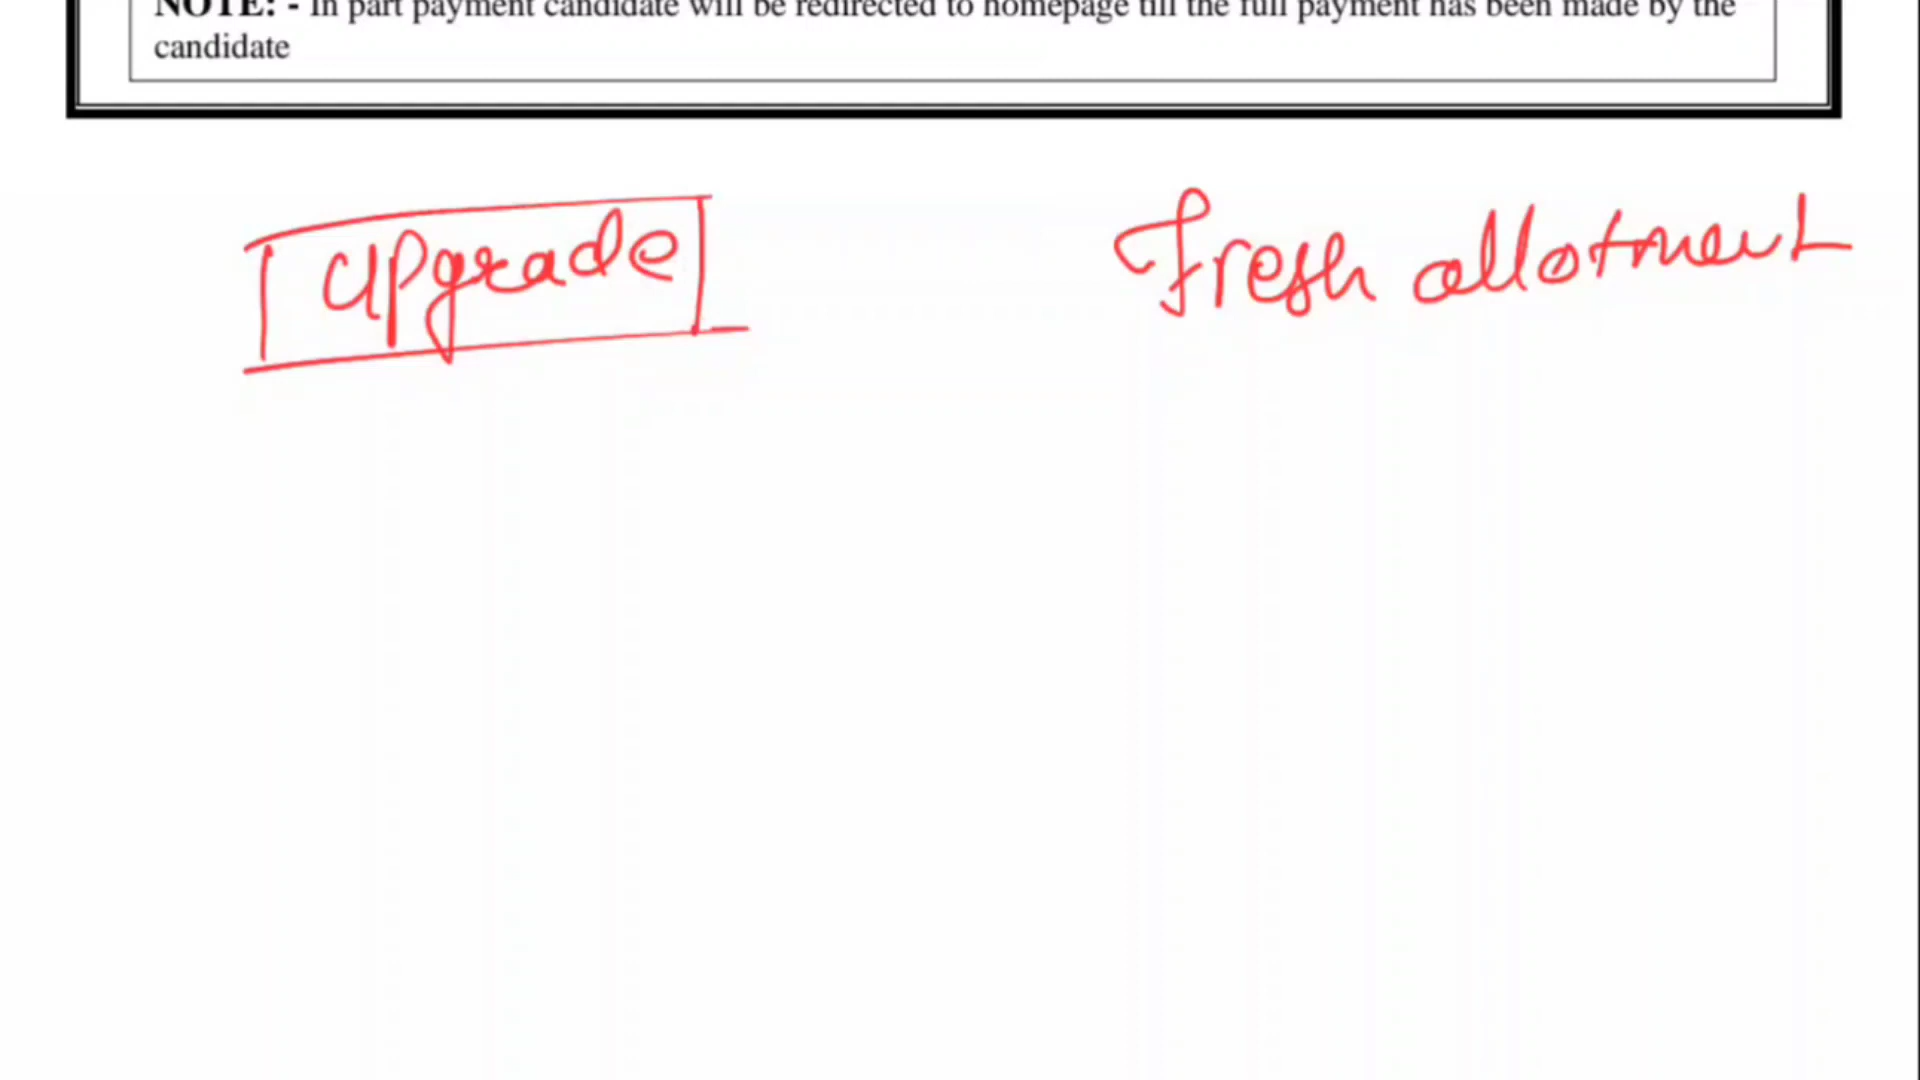 NOTE: - In part payment candidate will be redirected to homepage till the full payment has been made by the
candidate
Upgrade
Fresh allotment